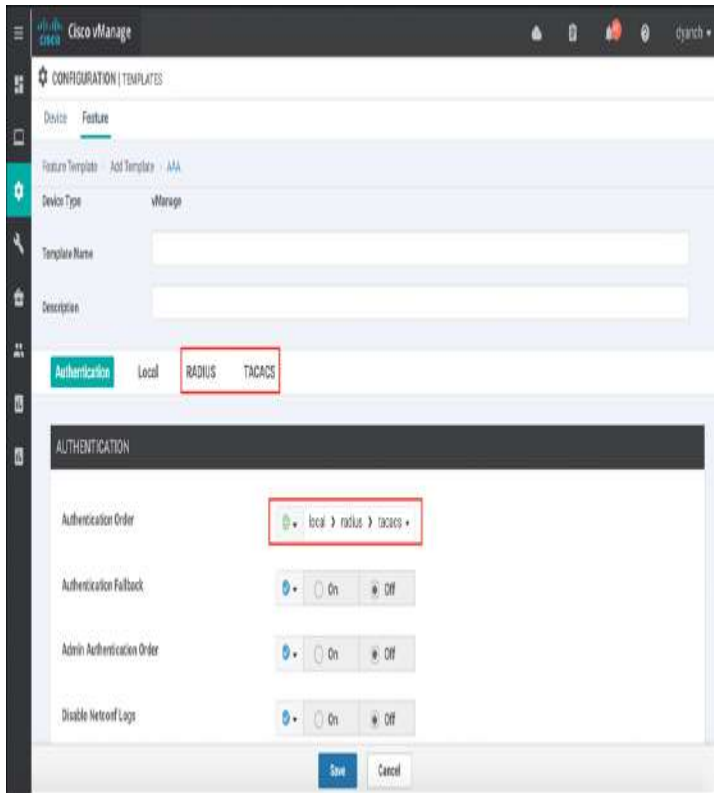 Cisco vManage
dyanch
CONFIGURATION | TEMPLATES
Device Feature
Feature Template Add Template AAA
Device Type vManage
Template Name
Description
Authentication Local RADIUS TACACS
AUTHENTICATION
Authentication Order local > radius > tacacs
Authentication Fallback On Off
Admin Authentication Order On Off
Disable Netconf Logs On Off
Save Cancel